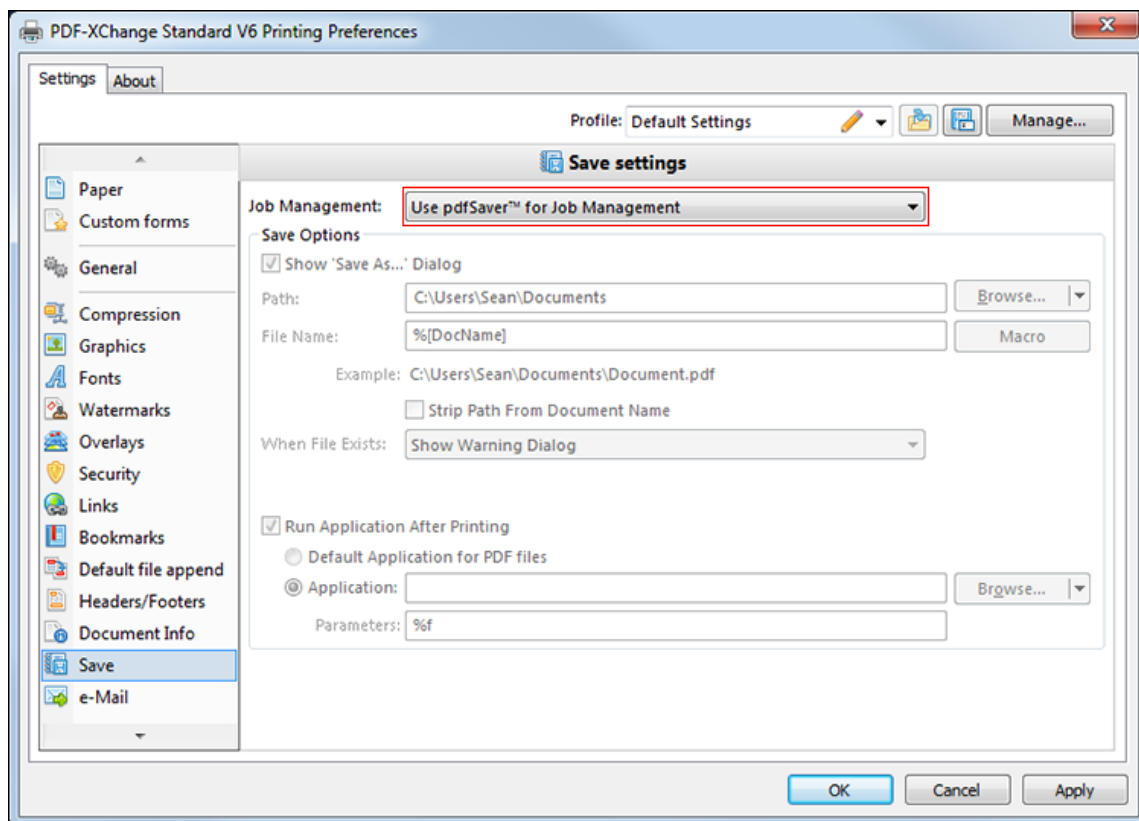 PDF-XChange Standard V6 Printing Preferences
Settings About
Profile: Default Settings Manage...
Save settings
Paper
Custom forms
General
Compression
Graphics
Fonts
Watermarks
Overlays
Security
Links
Bookmarks
Default file append
Headers/Footers
Document Info
Save
e-Mail
Job Management: Use pdfSaver™ for Job Management
Save Options
Show 'Save As...' Dialog
Path: C:\Users\Sean\Documents Browse...
File Name: %[DocName] Macro
Example: C:\Users\Sean\Documents\Document.pdf
Strip Path From Document Name
When File Exists: Show Warning Dialog
Run Application After Printing
Default Application for PDF files
Application: Browse...
Parameters: %f
OK Cancel Apply